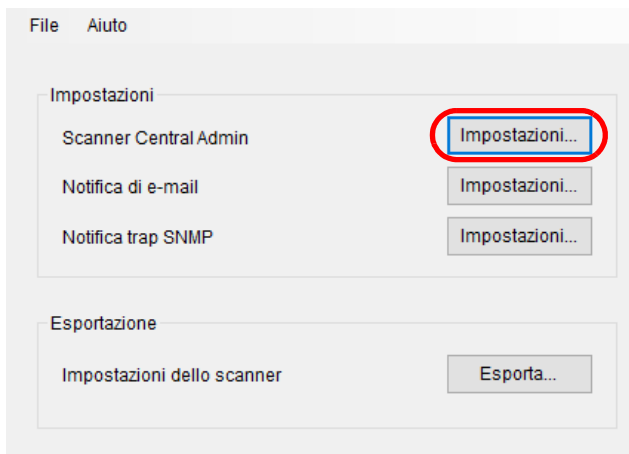 File Aiuto
Impostazioni
Scanner Central Admin Impostazioni...
Notifica di e-mail Impostazioni...
Notifica trap SNMP Impostazioni...
Esportazione
Impostazioni dello scanner Esporta...